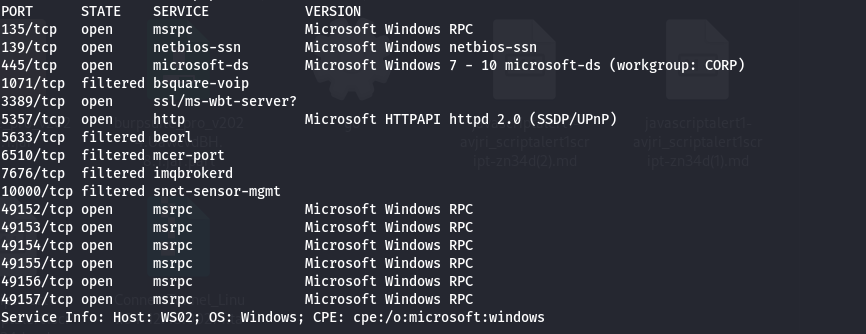 PORT STATE SERVICE VERSION
135/tcp open msrpc Microsoft Windows RPC
139/tcp open netbios-ssn Microsoft Windows netbios-ssn
445/tcp open microsoft-ds Microsoft Windows 7 - 10 microsoft-ds (workgroup: CORP)
1071/tcp filtered bsquare-voip
3389/tcp open ssl/ms-wbt-server?
5357/tcp open http Microsoft HTTPAPI httpd 2.0 (SSDP/UPnP)
5633/tcp filtered beorl
6510/tcp filtered mcer-port
7676/tcp filtered imqbrokerd
10000/tcp filtered snet-sensor-mgmt
49152/tcp open msrpc Microsoft Windows RPC
49153/tcp open msrpc Microsoft Windows RPC
49154/tcp open msrpc Microsoft Windows RPC
49155/tcp open msrpc Microsoft Windows RPC
49156/tcp open msrpc Microsoft Windows RPC
49157/tcp open msrpc Microsoft Windows RPC
Service Info: Host: WS02; OS: Windows; CPE: cpe:/o:microsoft:windows